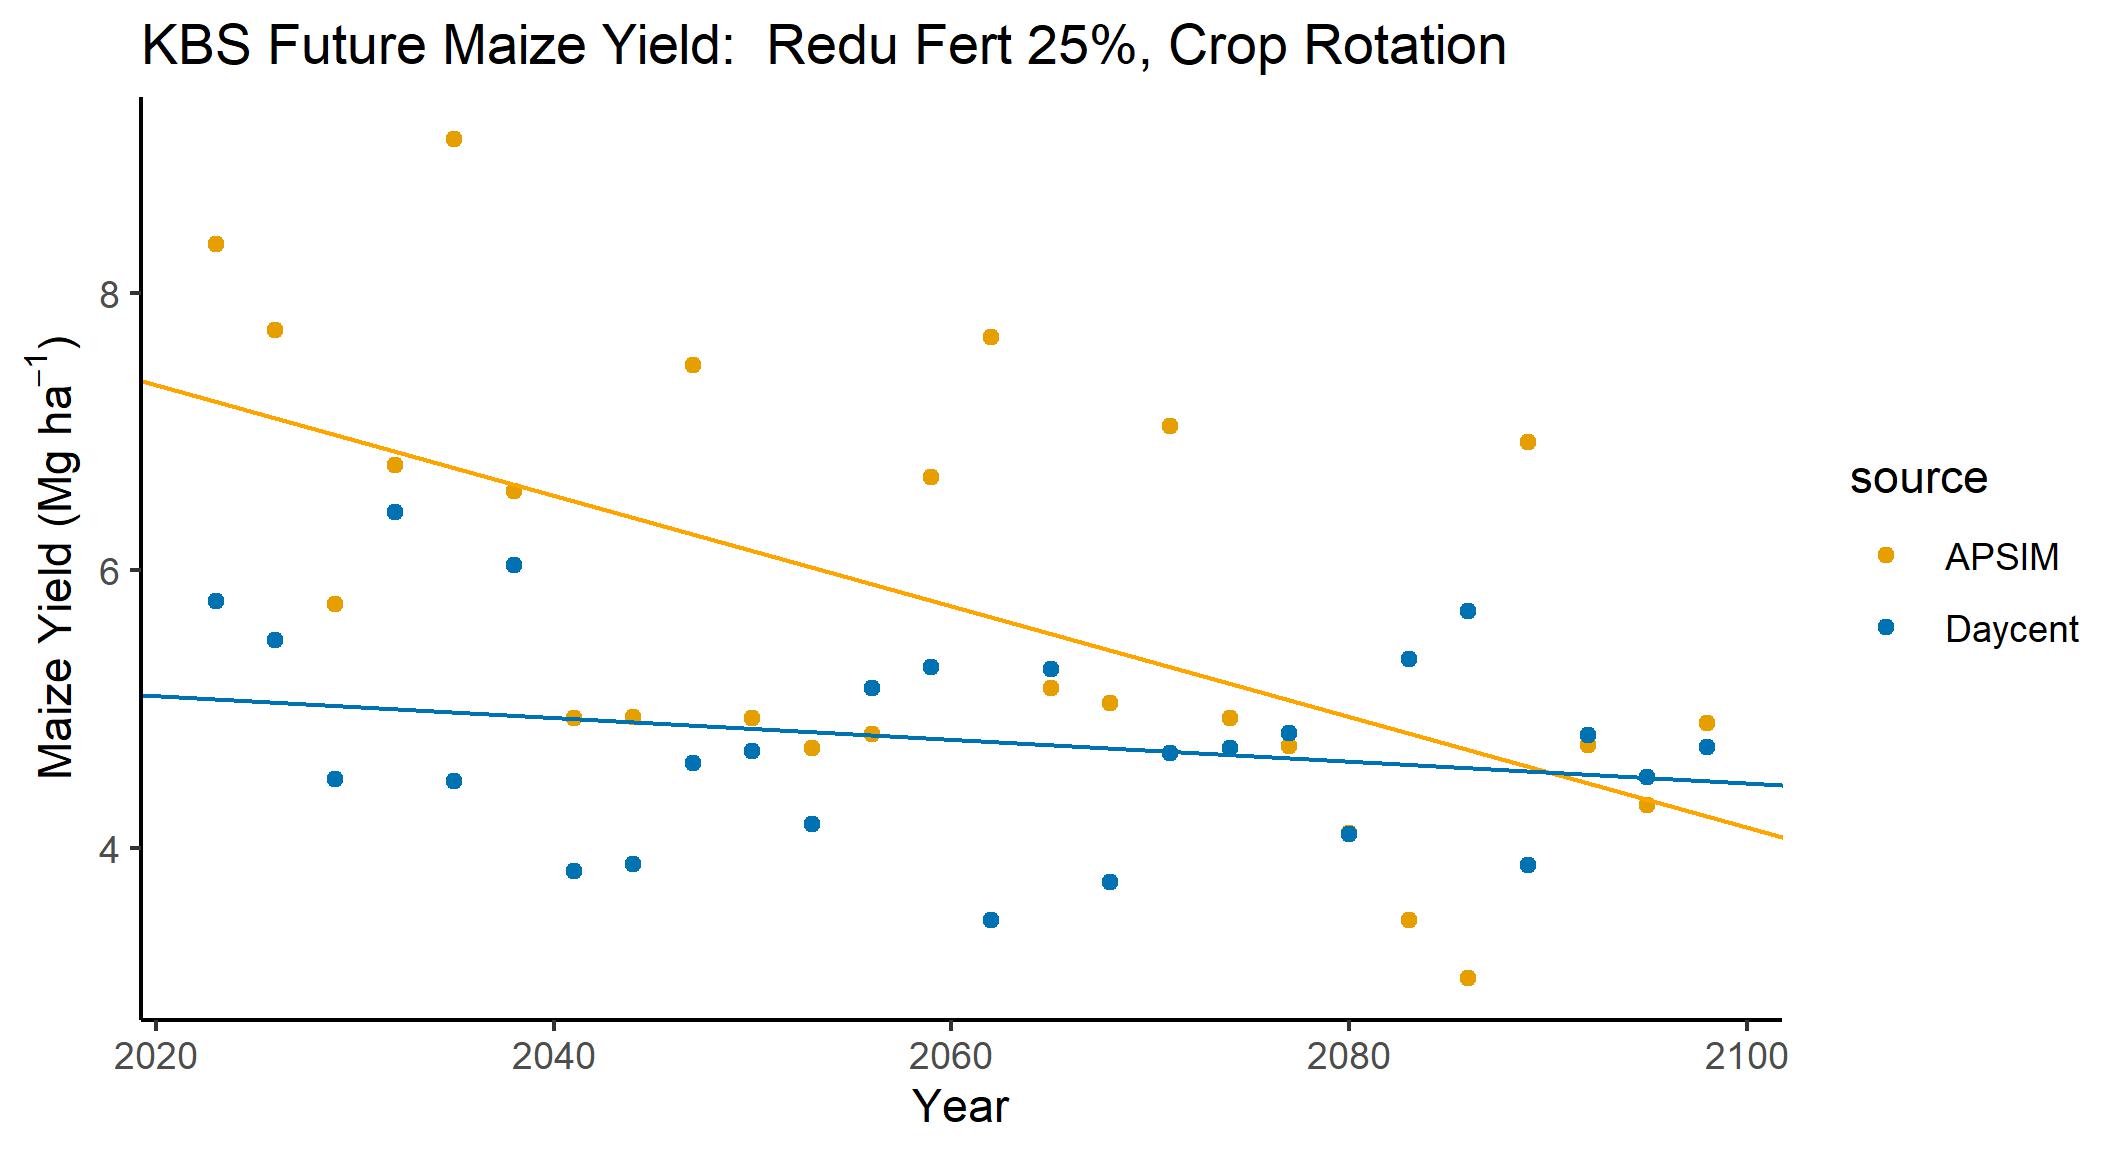 KBS Future Maize Yield:  Redu Fert 25%, Crop Rotation
Maize Yield (Mg ha⁻¹)
8
6
4
2020 2040 2060 2080 2100
Year
source
APSIM
Daycent